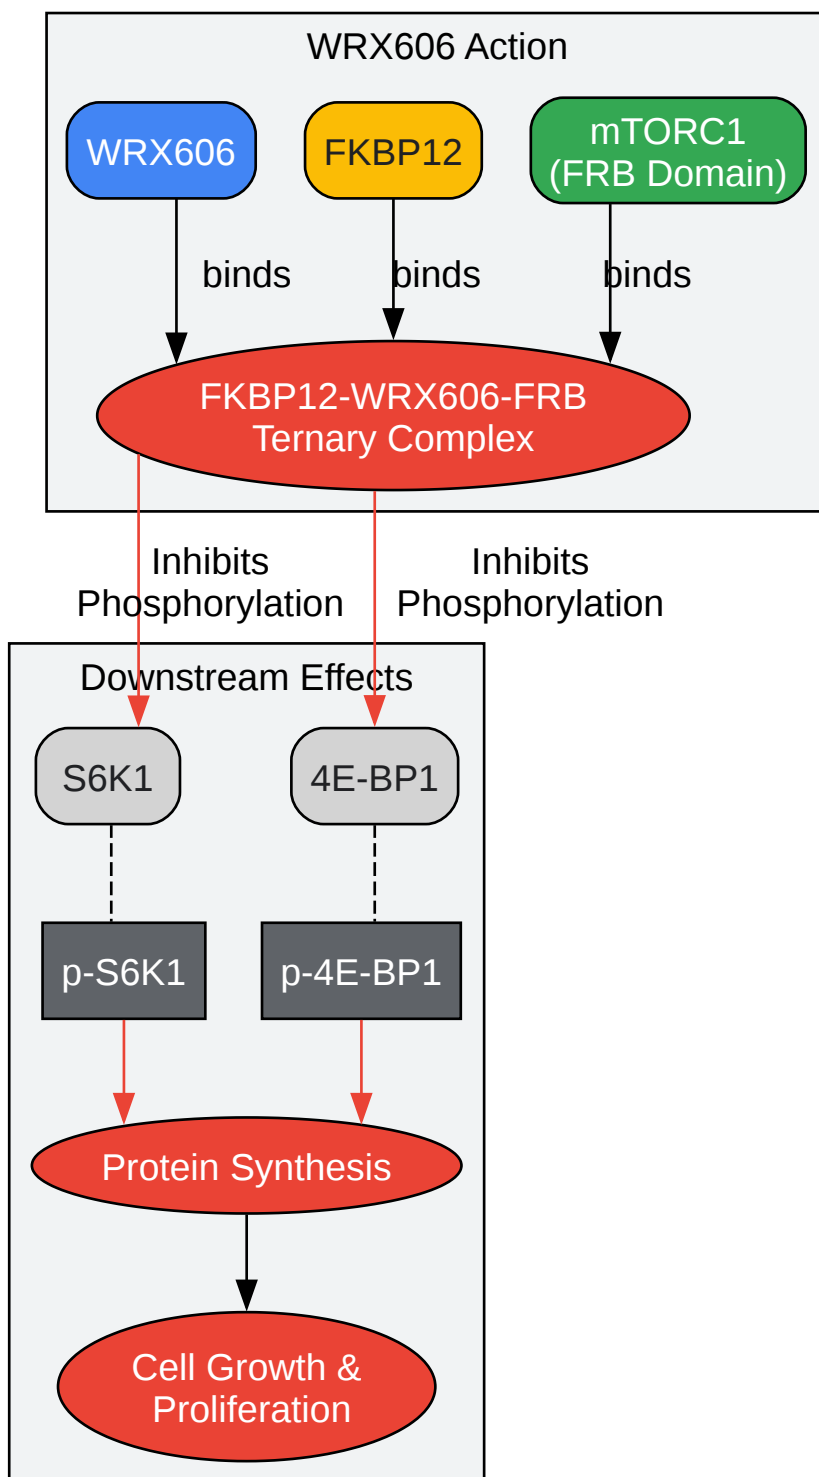 WRX606 Action
WRX606
FKBP12
mTORC1
(FRB Domain)
binds
binds
binds
FKBP12-WRX606-FRB
Ternary Complex
Inhibits
Phosphorylation
Inhibits
Phosphorylation
Downstream Effects
S6K1
4E-BP1
p-S6K1
p-4E-BP1
Protein Synthesis
Cell Growth &
Proliferation